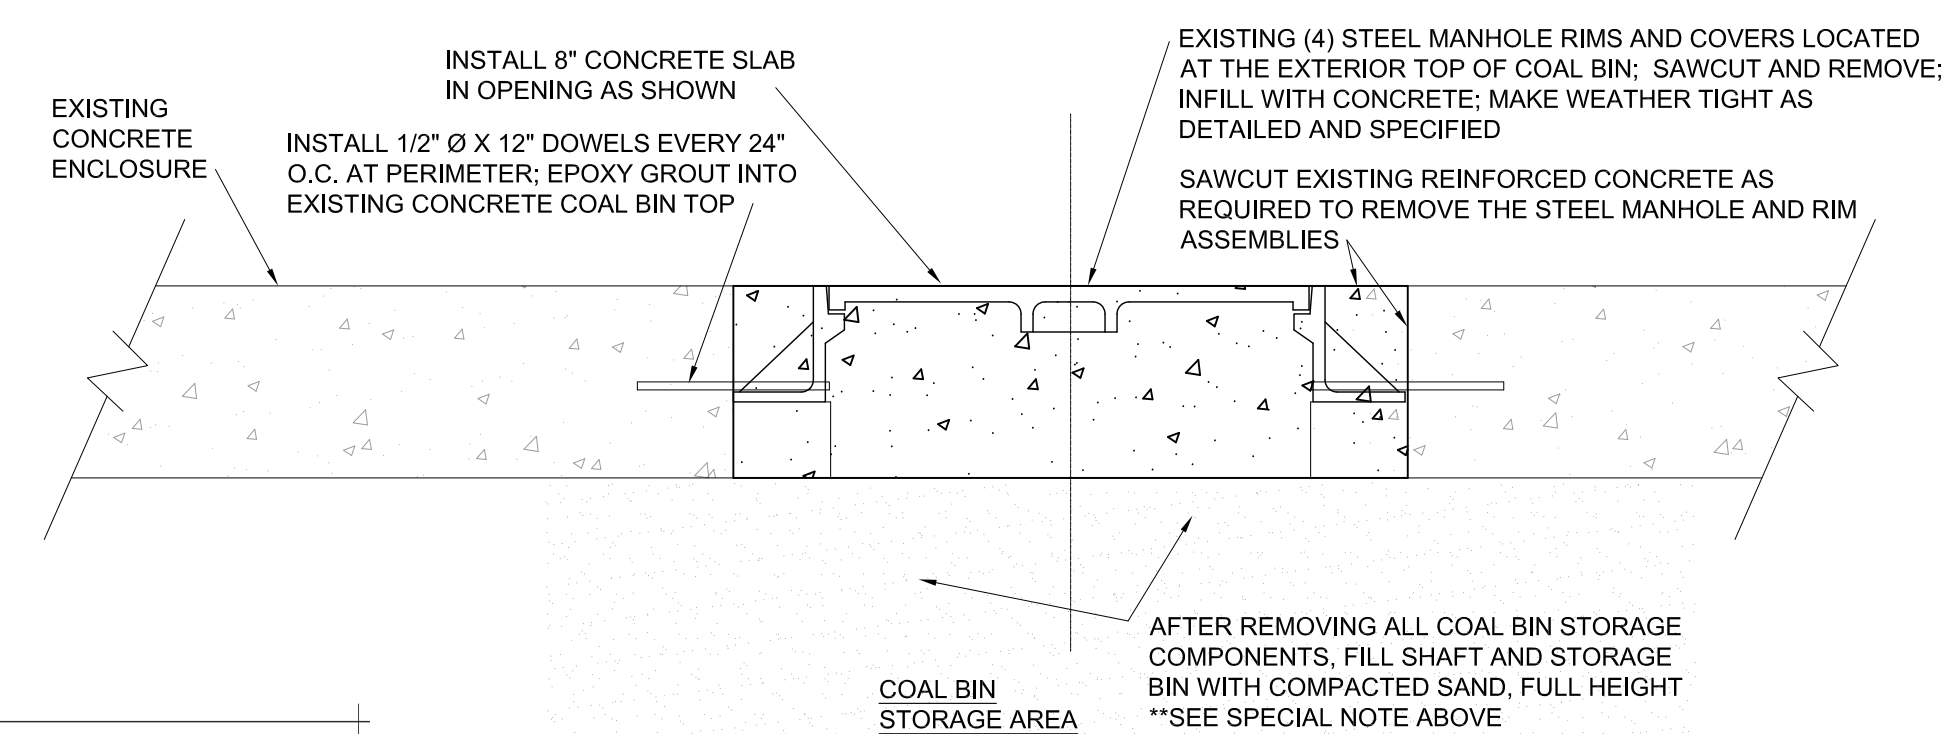 INSTALL 8" CONCRETE SLAB
IN OPENING AS SHOWN
EXISTING
CONCRETE
ENCLOSURE
INSTALL 1/2" Ø X 12" DOWELS EVERY 24"
O.C. AT PERIMETER; EPOXY GROUT INTO
EXISTING CONCRETE COAL BIN TOP
EXISTING (4) STEEL MANHOLE RIMS AND COVERS LOCATED
AT THE EXTERIOR TOP OF COAL BIN; SAWCUT AND REMOVE;
INFILL WITH CONCRETE; MAKE WEATHER TIGHT AS
DETAILED AND SPECIFIED
SAWCUT EXISTING REINFORCED CONCRETE AS
REQUIRED TO REMOVE THE STEEL MANHOLE AND RIM
ASSEMBLIES
AFTER REMOVING ALL COAL BIN STORAGE
COMPONENTS, FILL SHAFT AND STORAGE
BIN WITH COMPACTED SAND, FULL HEIGHT
**SEE SPECIAL NOTE ABOVE
COAL BIN
STORAGE AREA